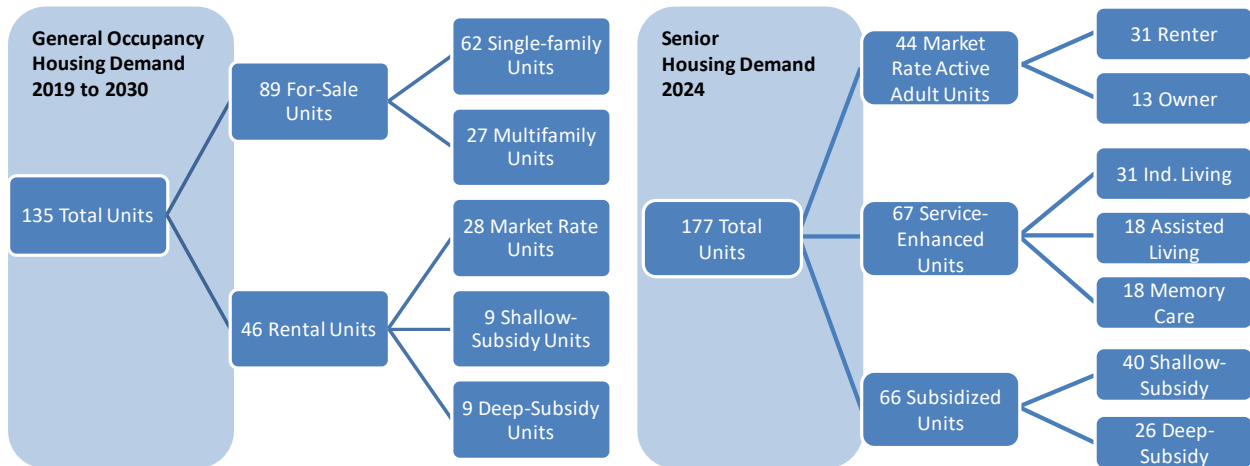 General Occupancy
Housing Demand
2019 to 2030
135 Total Units
89 For-Sale
Units
62 Single-family
Units
27 Multifamily
Units
46 Rental Units
28 Market Rate
Units
9 Shallow-
Subsidy Units
9 Deep-Subsidy
Units
Senior
Housing Demand
2024
177 Total
Units
44 Market
Rate Active
Adult Units
31 Renter
13 Owner
67 Service-
Enhanced
Units
31 Ind. Living
18 Assisted
Living
18 Memory
Care
66 Subsidized
Units
40 Shallow-
Subsidy
26 Deep-
Subsidy